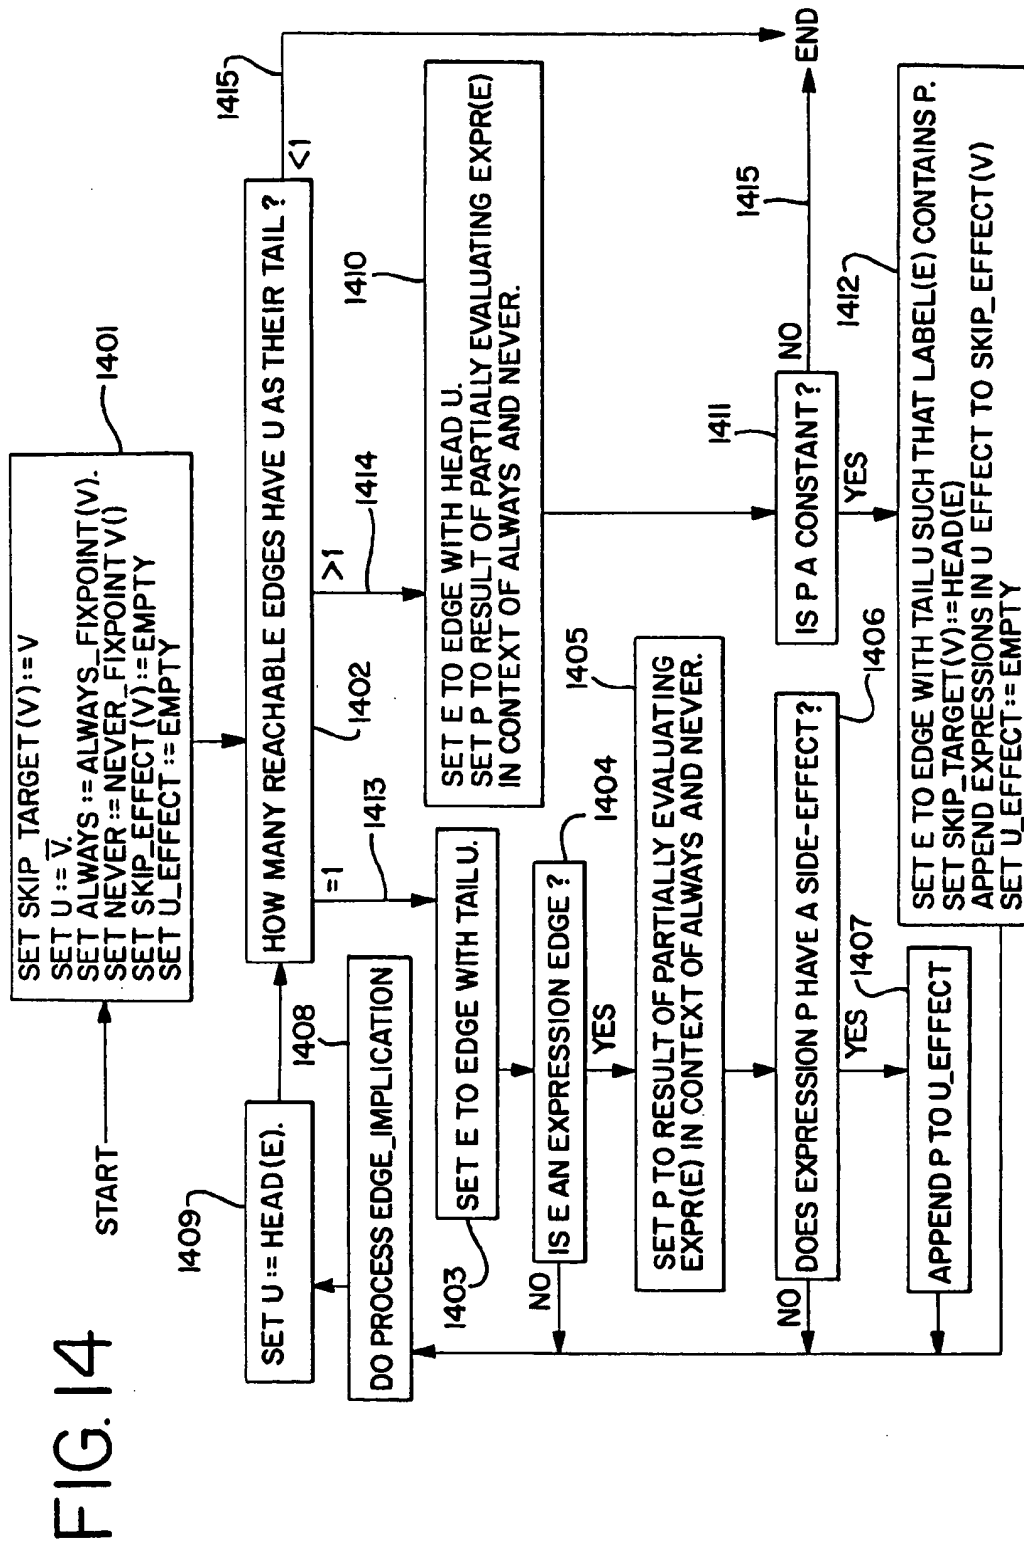 FIG. 14
START
SET SKIP_TARGET (V) := V
SET U := V.
SET ALWAYS := ALWAYS_FIXPOINT (V).
SET NEVER := NEVER_FIXPOINT V()
SET SKIP_EFFECT (V) := EMPTY
SET U_EFFECT := EMPTY
1401
HOW MANY REACHABLE EDGES HAVE U AS THEIR TAIL?
1402
<1
1415
END
=1
1413
>1
1414
SET U := HEAD(E).
1409
DO PROCESS EDGE_IMPLICATION
1408
SET E TO EDGE WITH TAIL U.
1403
IS E AN EXPRESSION EDGE?
1404
NO
YES
SET P TO RESULT OF PARTIALLY EVALUATING
EXPR(E) IN CONTEXT OF ALWAYS AND NEVER.
1405
DOES EXPRESSION P HAVE A SIDE-EFFECT?
1406
NO
YES
APPEND P TO U_EFFECT
1407
SET E TO EDGE WITH HEAD U.
SET P TO RESULT OF PARTIALLY EVALUATING EXPR(E)
IN CONTEXT OF ALWAYS AND NEVER.
1410
IS P A CONSTANT?
1411
NO
1415
YES
SET E TO EDGE WITH TAIL U SUCH THAT LABEL(E) CONTAINS P.
SET SKIP_TARGET(V):=HEAD(E)
APPEND EXPRESSIONS IN U EFFECT TO SKIP_EFFECT(V)
SET U_EFFECT:= EMPTY
1412